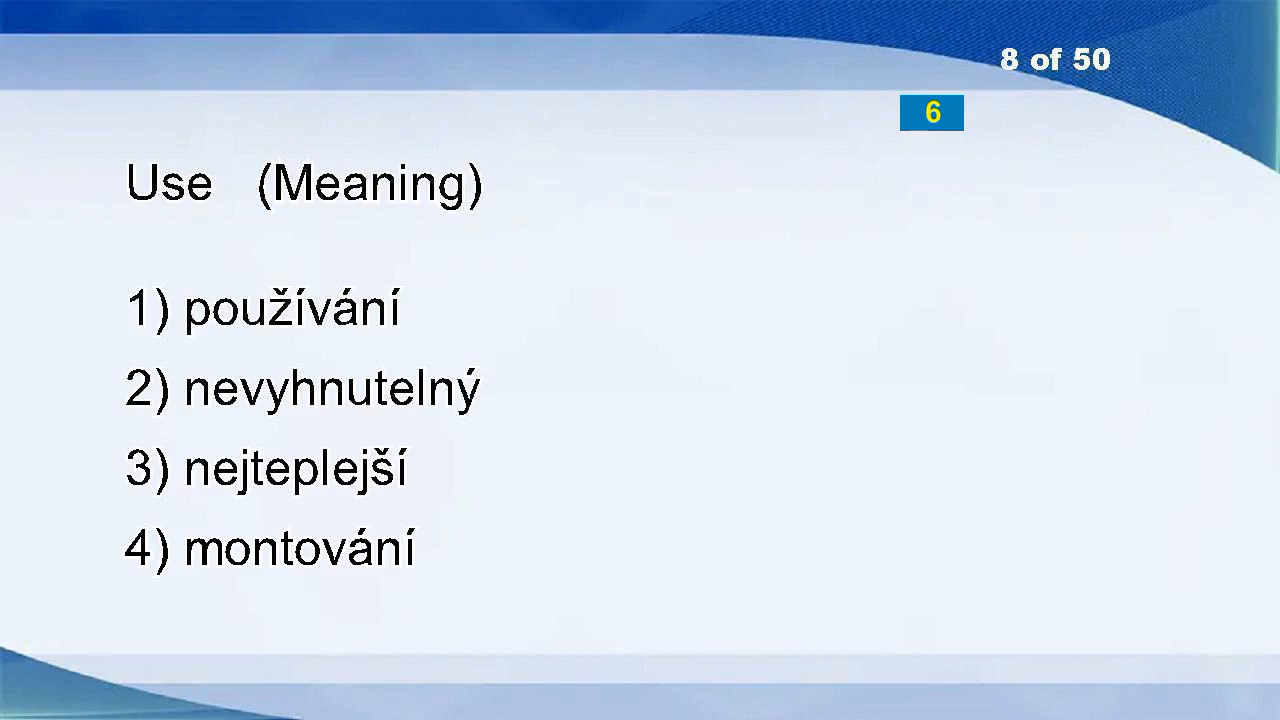 8 of 50
6
Use (Meaning)
1) používání
2) nevyhnutelný
3) nejteplejší
4) montování